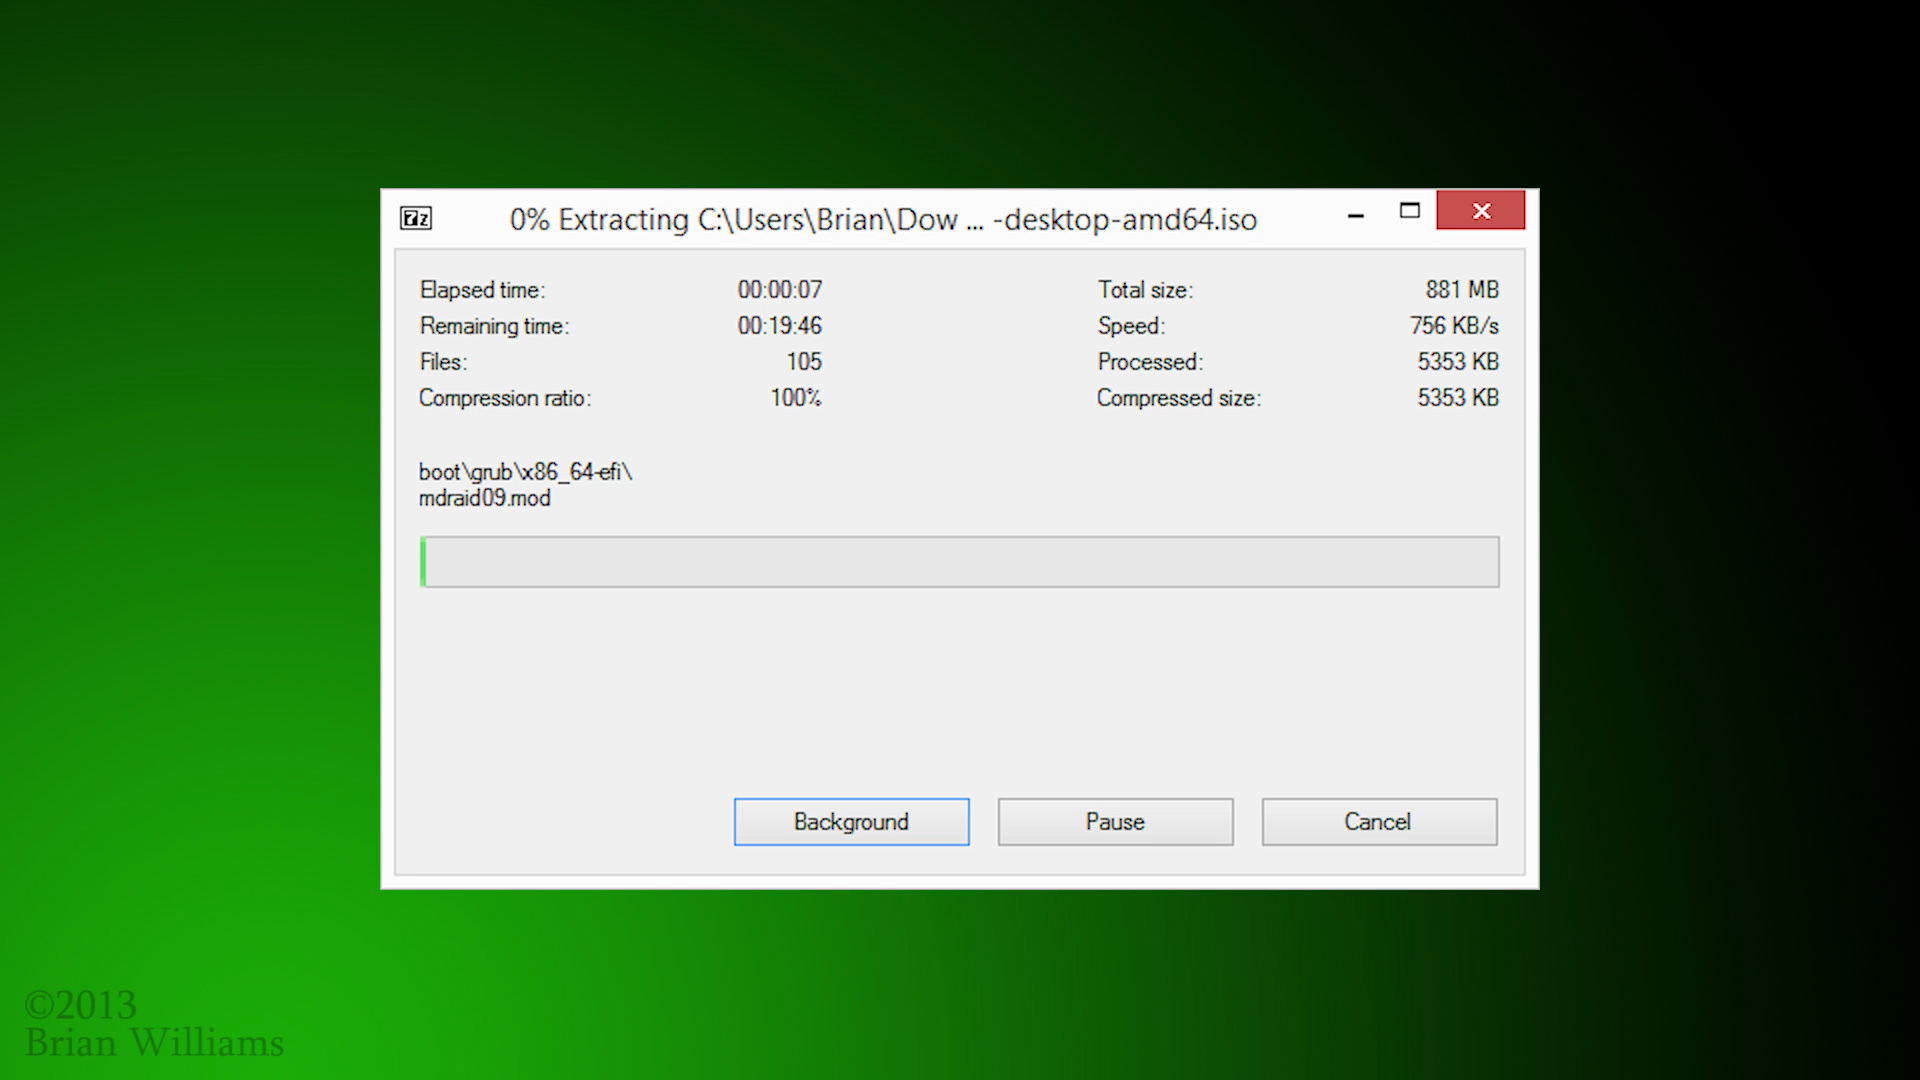 7z
0% Extracting C:\Users\Brian\Dow ... -desktop-amd64.iso
Elapsed time: 00:00:07 Total size: 881 MB
Remaining time: 00:19:46 Speed: 756 KB/s
Files: 105 Processed: 5353 KB
Compression ratio: 100% Compressed size: 5353 KB
boot\grub\x86_64-efi\
mdraid09.mod
Background Pause Cancel
©2013
Brian Williams